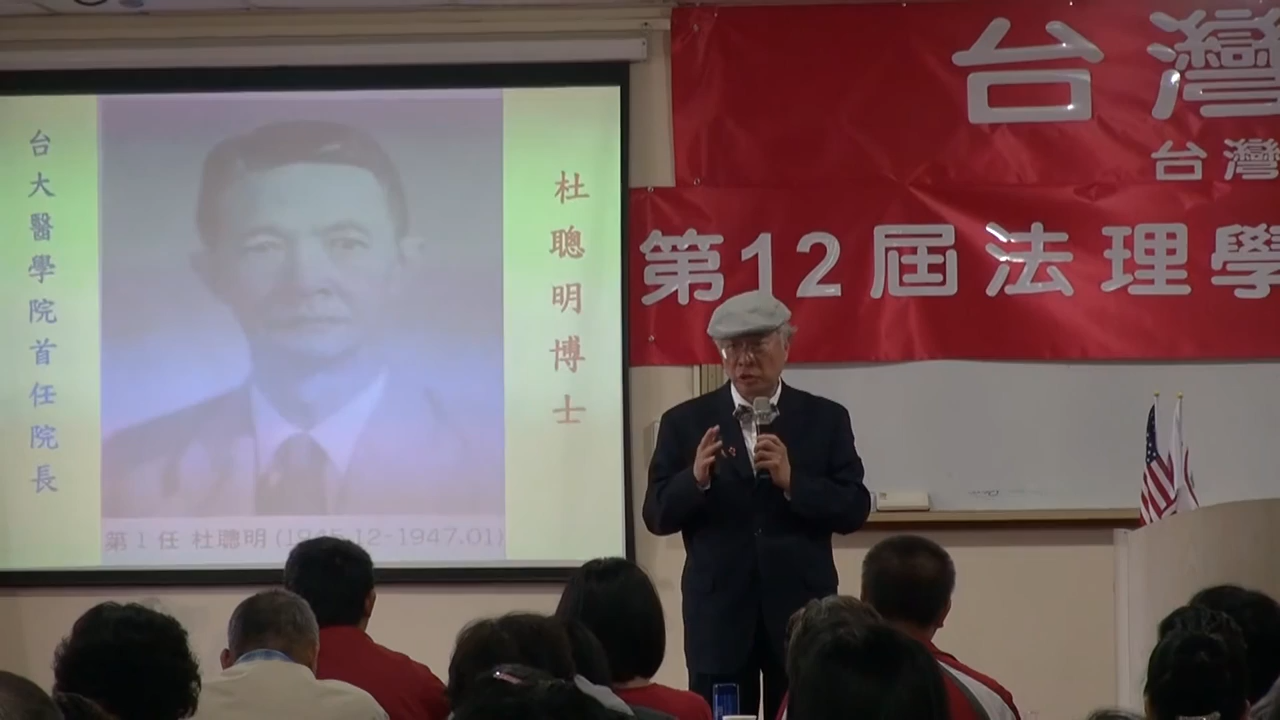 台大醫學院首任院長
杜聰明博士
第1任 杜聰明 (1945.12-1947.01)
台灣
台灣
第12屆法理學